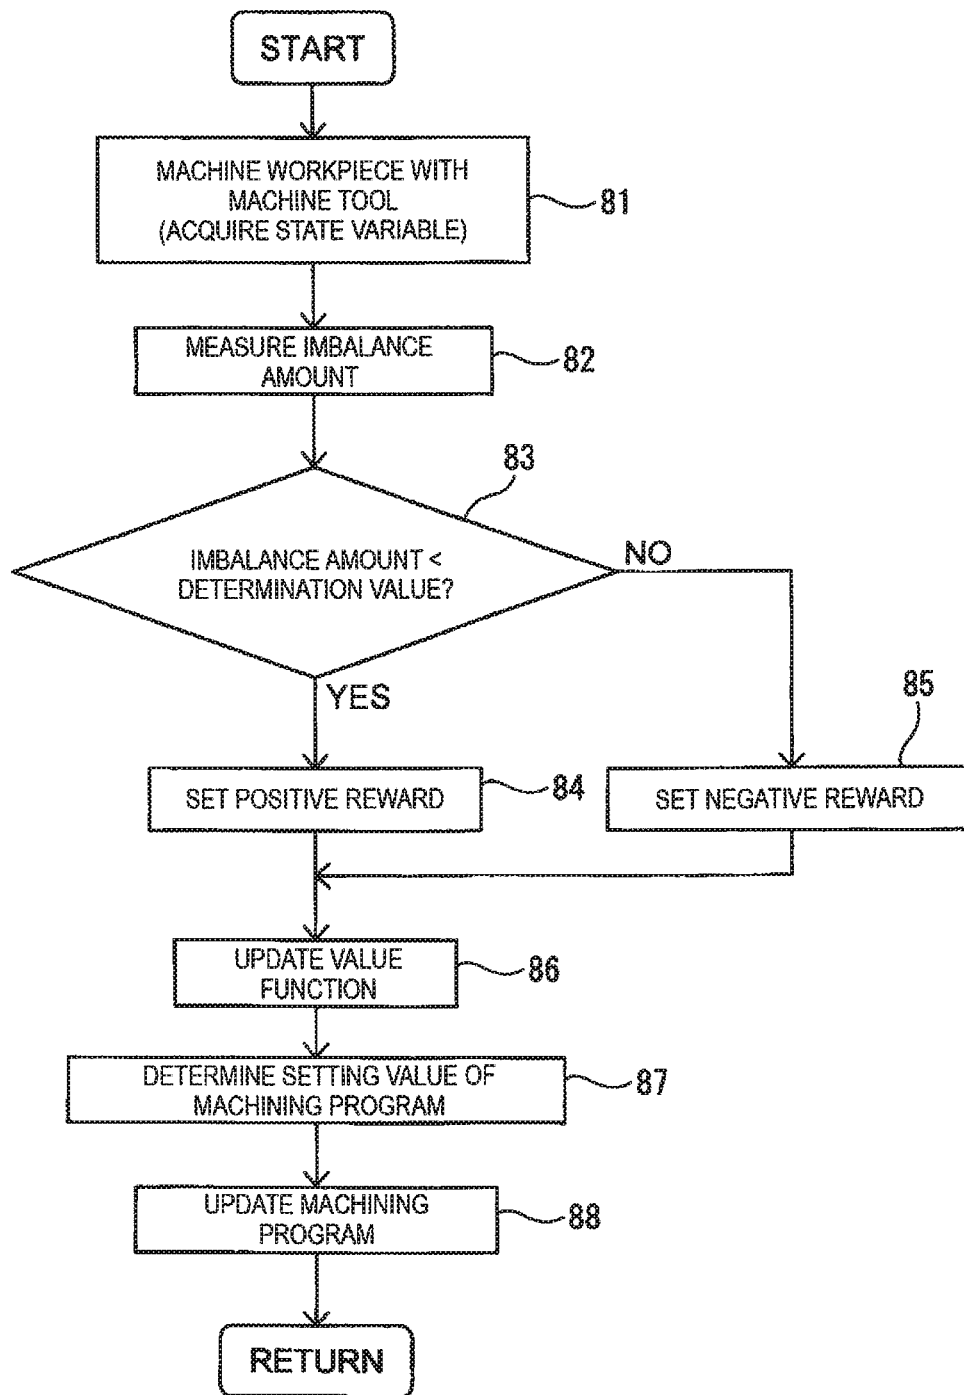 START
MACHINE WORKPIECE WITH
MACHINE TOOL
(ACQUIRE STATE VARIABLE)
81
MEASURE IMBALANCE
AMOUNT
82
83
IMBALANCE AMOUNT <
DETERMINATION VALUE?
NO
YES
85
SET POSITIVE REWARD
84
SET NEGATIVE REWARD
UPDATE VALUE
FUNCTION
86
DETERMINE SETTING VALUE OF
MACHINING PROGRAM
87
UPDATE MACHINING
PROGRAM
88
RETURN